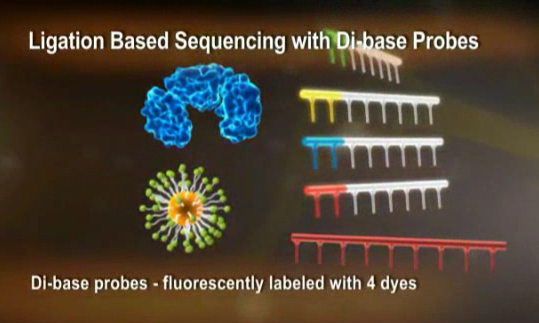 Ligation Based Sequencing with Di-base Probes
Di-base probes - fluorescently labeled with 4 dyes